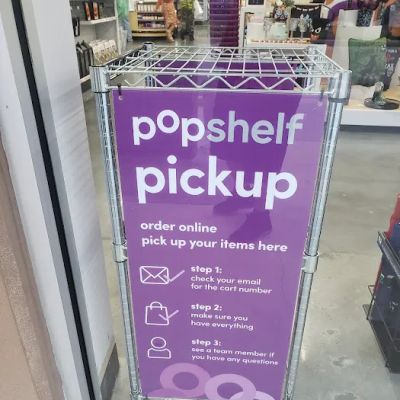 popshelf
pickup
order online
pick up your items here
step 1:
check your email
for the cart number
step 2:
make sure you
have everything
step 3:
see a team member if
you have any questions